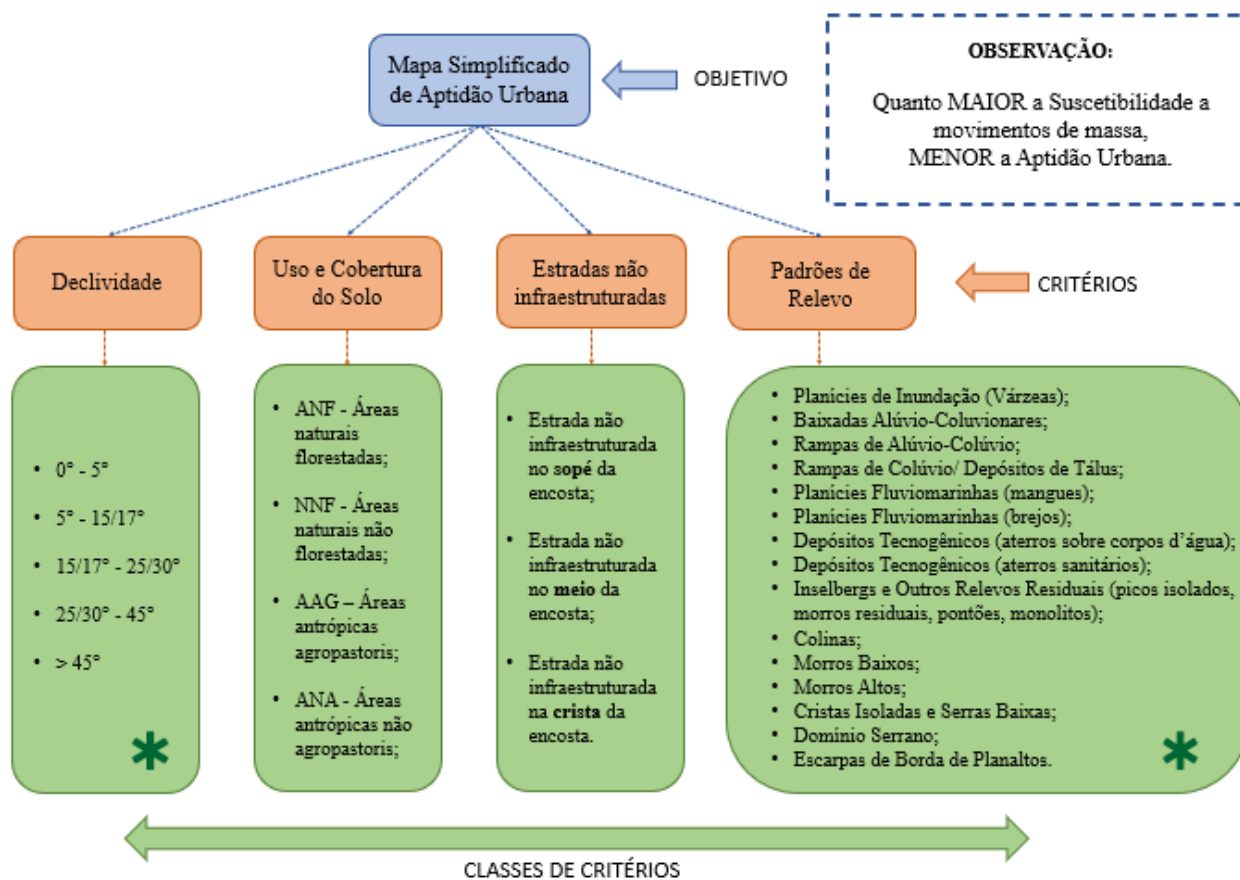 Mapa Simplificado
de Aptidão Urbana
OBJETIVO
OBSERVAÇÃO:
Quanto MAIOR a Suscetibilidade a
movimentos de massa,
MENOR a Aptidão Urbana.
Declividade
Uso e Cobertura
do Solo
Estradas não
infraestruturadas
Padrões de
Relevo
CRITÉRIOS
• 0° - 5°
• 5° - 15/17°
• 15/17° - 25/30°
• 25/30° - 45°
• > 45°
• ANF - Áreas
naturais
florestadas;
• NNF - Áreas
naturais não
florestadas;
• AAG – Áreas
antrópicas
agropastoris;
• ANA - Áreas
antrópicas não
agropastoris;
• Estrada não
infraestruturada
no sopé da
encosta;
• Estrada não
infraestruturada
no meio da
encosta;
• Estrada não
infraestruturada
na crista da
encosta.
• Planícies de Inundação (Várzeas);
• Baixadas Alúvio-Coluvionares;
• Rampas de Alúvio-Colúvio;
• Rampas de Colúvio/ Depósitos de Tálus;
• Planícies Fluviomarinhas (mangues);
• Planícies Fluviomarinhas (brejos);
• Depósitos Tecnogênicos (aterros sobre corpos d’água);
• Depósitos Tecnogênicos (aterros sanitários);
• Inselbergs e Outros Relevos Residuais (picos isolados,
morros residuais, pontões, monolitos);
• Colinas;
• Morros Baixos;
• Morros Altos;
• Cristas Isoladas e Serras Baixas;
• Domínio Serrano;
• Escarpas de Borda de Planaltos.
CLASSES DE CRITÉRIOS